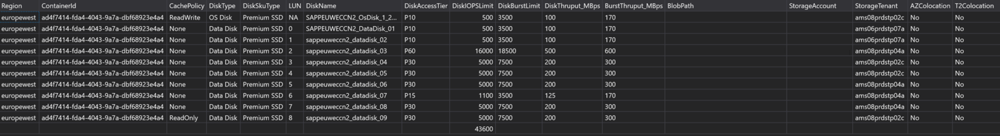 Region ContainerId CachePolicy DiskType DiskSkuType LUN DiskName DiskAccessTier DiskIOPSLimit DiskBurstLimit DiskThruput_MBps BurstThruput_MBps BlobPath StorageAccount StorageTenant AZColocation T2Colocation
europewest ad4f7414-fda4-4043-9a7a-dbf68923e4a4 ReadWrite OS Disk Premium SSD NA SAPPEUWECCN2_OsDisk_1_2... P10 500 3500 100 170 ams08prdstp02c No No
europewest ad4f7414-fda4-4043-9a7a-dbf68923e4a4 None Data Disk Premium SSD 0 SAPPEUWECCN2_DataDisk_01 P10 500 3500 100 170 ams06prdstp07a No No
europewest ad4f7414-fda4-4043-9a7a-dbf68923e4a4 None Data Disk Premium SSD 1 sappeuweccn2_datadisk_02 P10 500 3500 100 170 ams06prdstp07a No No
europewest ad4f7414-fda4-4043-9a7a-dbf68923e4a4 None Data Disk Premium SSD 2 sappeuweccn2_datadisk_03 P60 16000 18500 500 600 ams08prdstp04a No No
europewest ad4f7414-fda4-4043-9a7a-dbf68923e4a4 None Data Disk Premium SSD 3 sappeuweccn2_datadisk_04 P30 5000 7500 200 300 ams08prdstp02c No No
europewest ad4f7414-fda4-4043-9a7a-dbf68923e4a4 None Data Disk Premium SSD 4 sappeuweccn2_datadisk_05 P30 5000 7500 200 300 ams08prdstp02c No No
europewest ad4f7414-fda4-4043-9a7a-dbf68923e4a4 None Data Disk Premium SSD 5 sappeuweccn2_datadisk_06 P30 5000 7500 200 300 ams08prdstp04a No No
europewest ad4f7414-fda4-4043-9a7a-dbf68923e4a4 None Data Disk Premium SSD 6 sappeuweccn2_datadisk_07 P15 1100 3500 125 170 ams08prdstp04a No No
europewest ad4f7414-fda4-4043-9a7a-dbf68923e4a4 None Data Disk Premium SSD 7 sappeuweccn2_datadisk_08 P30 5000 7500 200 300 ams08prdstp04a No No
europewest ad4f7414-fda4-4043-9a7a-dbf68923e4a4 ReadOnly Data Disk Premium SSD 8 sappeuweccn2_datadisk_09 P30 5000 7500 200 300 ams08prdstp02c No No
43600